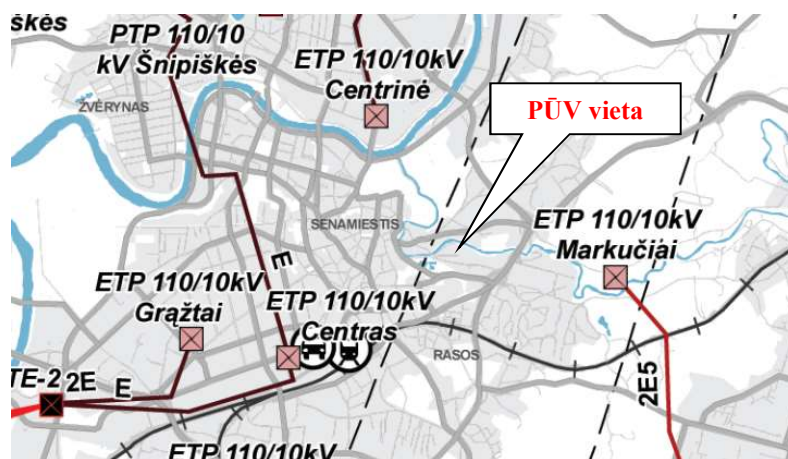 škės
PTP 110/10
kV Šnipiškės
ETP 110/10kV
Centrinė
ŽVĖRYNAS
PŪV vieta
SENAMIESTIS
ETP 110/10kV
Markučiai
E
ETP 110/10kV
Grąžtai
ETP 110/10kV
Centras
RASOS
TE-2
2E
E
2E5
ETP 110/10kV